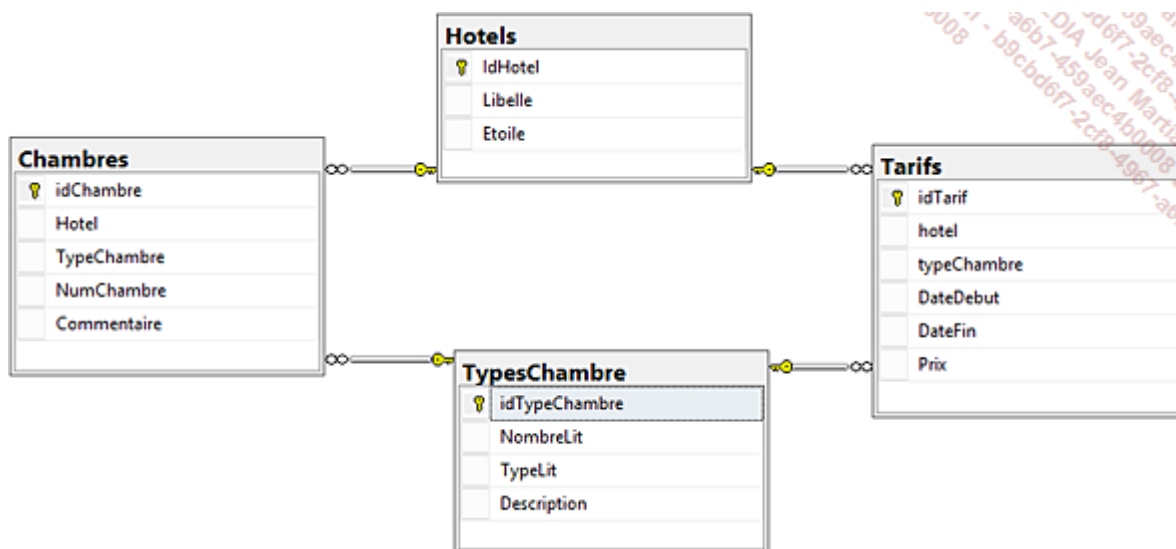 Hotels
IdHotel
Libelle
Etoile
Chambres
idChambre
Hotel
TypeChambre
NumChambre
Commentaire
Tarifs
idTarif
hotel
typeChambre
DateDebut
DateFin
Prix
TypesChambre
idTypeChambre
NombreLit
TypeLit
Description